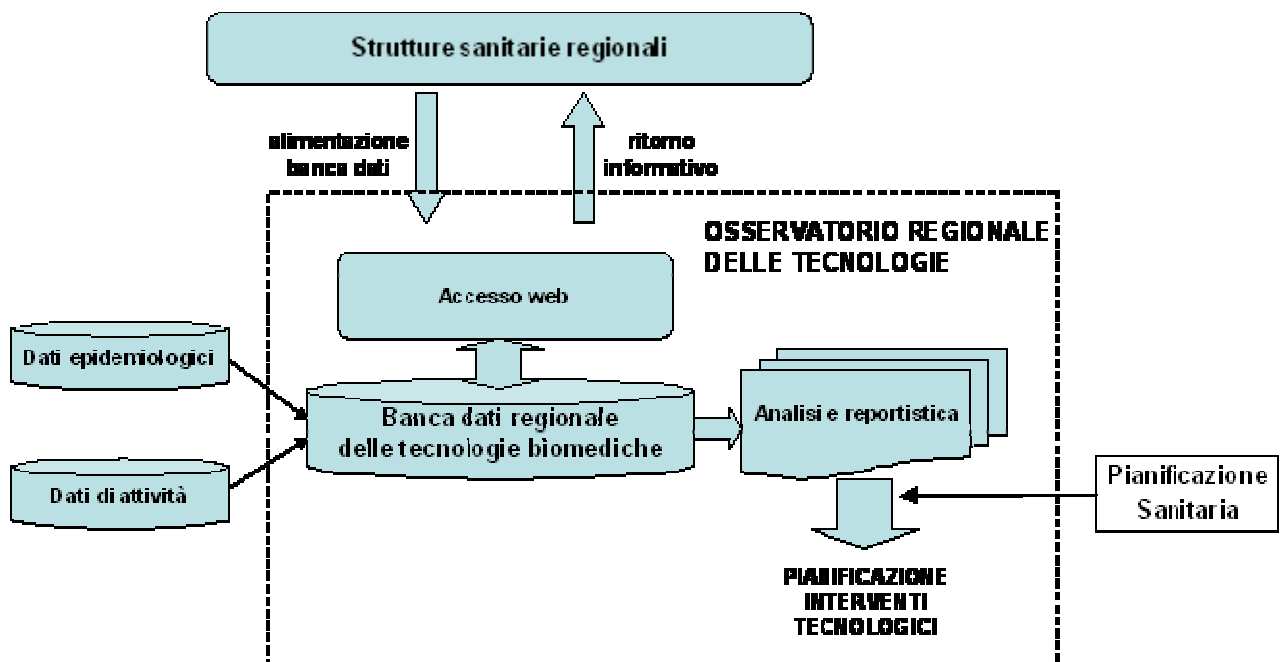 Strutture sanitarie regionali
alimentazione
banca dati
ritorno
informativo
OSSERVATORIO REGIONALE
DELLE TECNOLOGIE
Accesso web
Dati epidemiologici
Banca dati regionale
delle tecnologie biomediche
Analisi e reportistica
Dati di attività
Pianificazione
Sanitaria
PIANIFICAZIONE
INTERVENTI
TECNOLOGICI